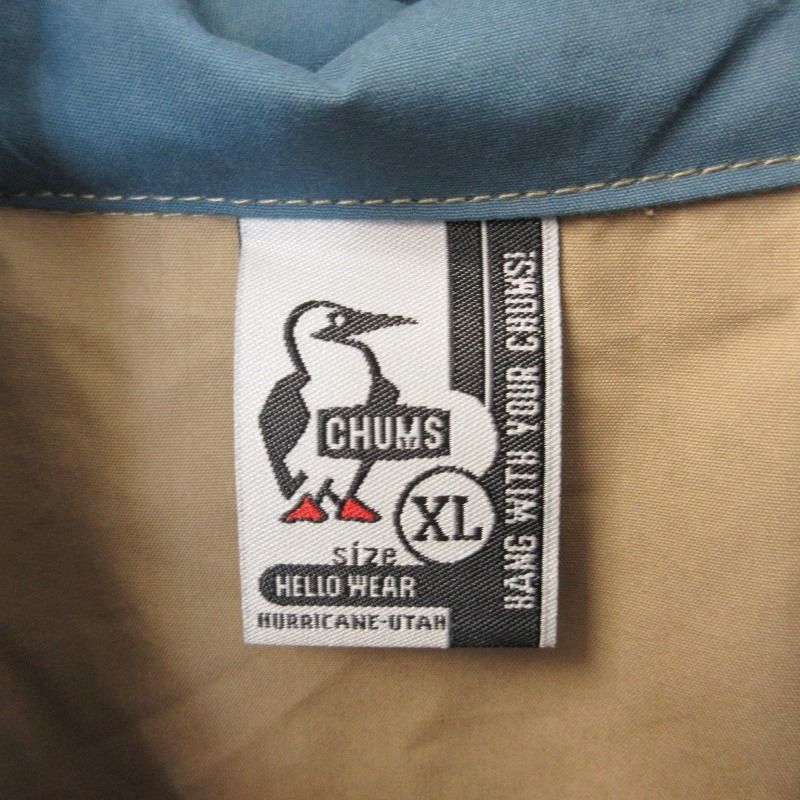 CHUMS
XL
size
HELLO WEAR
HURRICANE-UTAH
HANG WITH YOUR CHUMS!